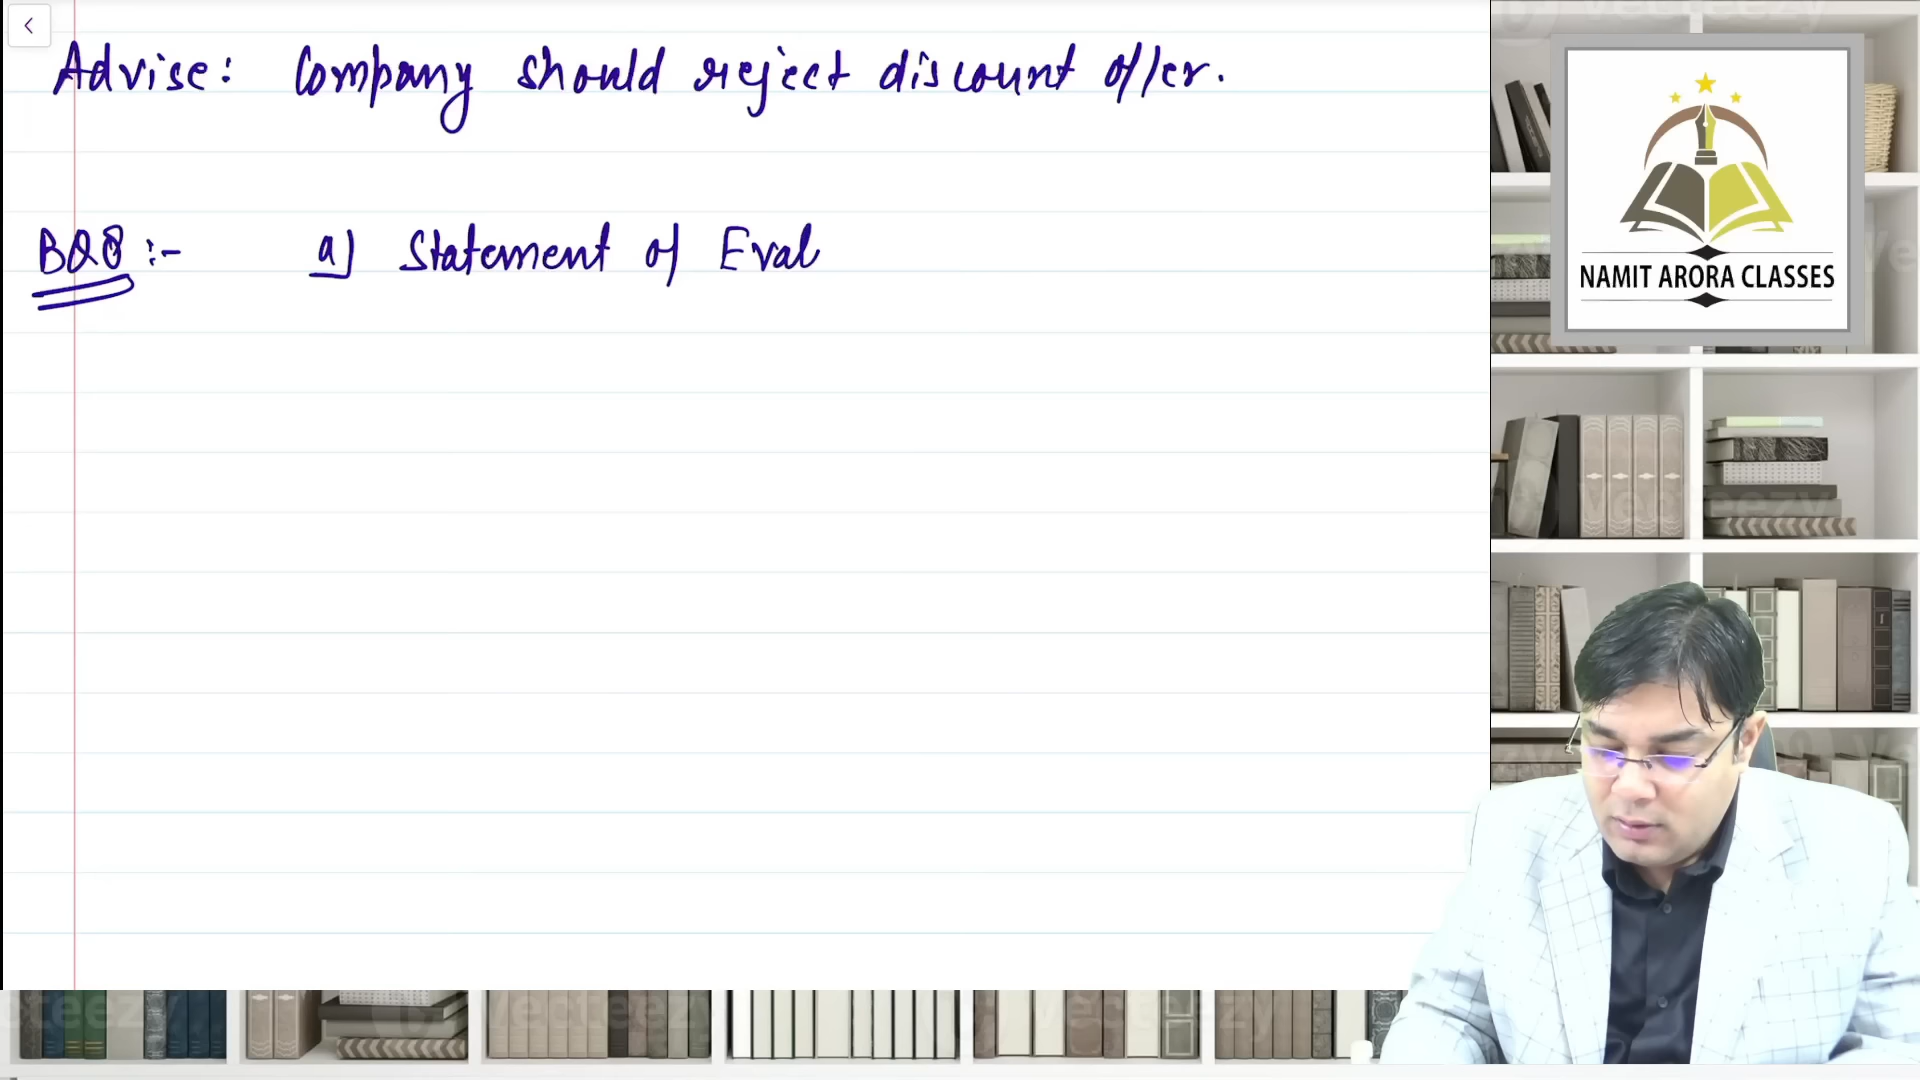 Advise: Company should reject discount offer.
BQ8:- a) Statement of Eval
NAMIT ARORA CLASSES